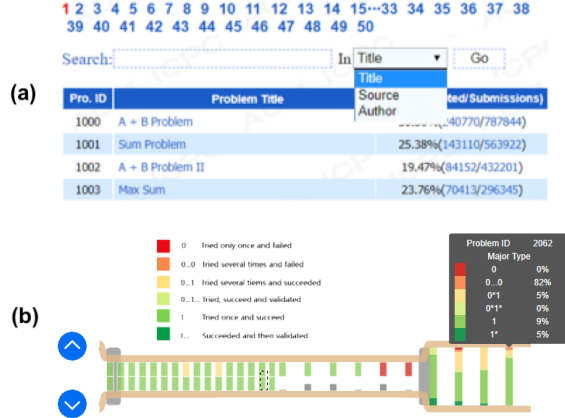 1 2 3 4 5 6 7 8 9 10 11 12 13 14 15···33 34 35 36 37 38
39 40 41 42 43 44 45 46 47 48 49 50
Search: In Title Go
Title
Source
Author
(a)
Pro. ID Problem Title ted/Submissions)
1000 A + B Problem 240770/787844)
1001 Sum Problem 25.38%(143110/563922)
1002 A + B Problem II 19.47%(84152/432201)
1003 Max Sum 23.76%(70413/296345)
(b)
0 Tried only once and failed
0...0 Tried several times and failed
0...1 Tried several tiems and succeeded
0...1... Tried, succeed and validated
1 Tried once and succeed
1... Succeeded and then validated
Problem ID 2062
Major Type
0 0%
0...0 82%
0*1 5%
0*1* 0%
1 9%
1* 5%